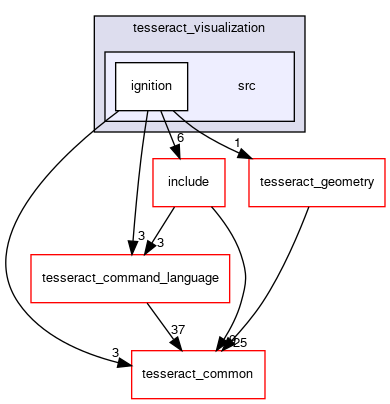 tesseract_visualization
ignition
src
6
1
include
tesseract_geometry
3
3
tesseract_command_language
37
25
3
tesseract_common